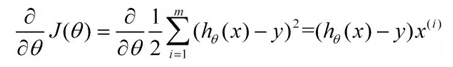 ∂/∂θ J(θ) = ∂/∂θ 1/2 ∑_{i=1}^{m} (h_θ(x) − y)² = (h_θ(x) − y)x^{(i)}